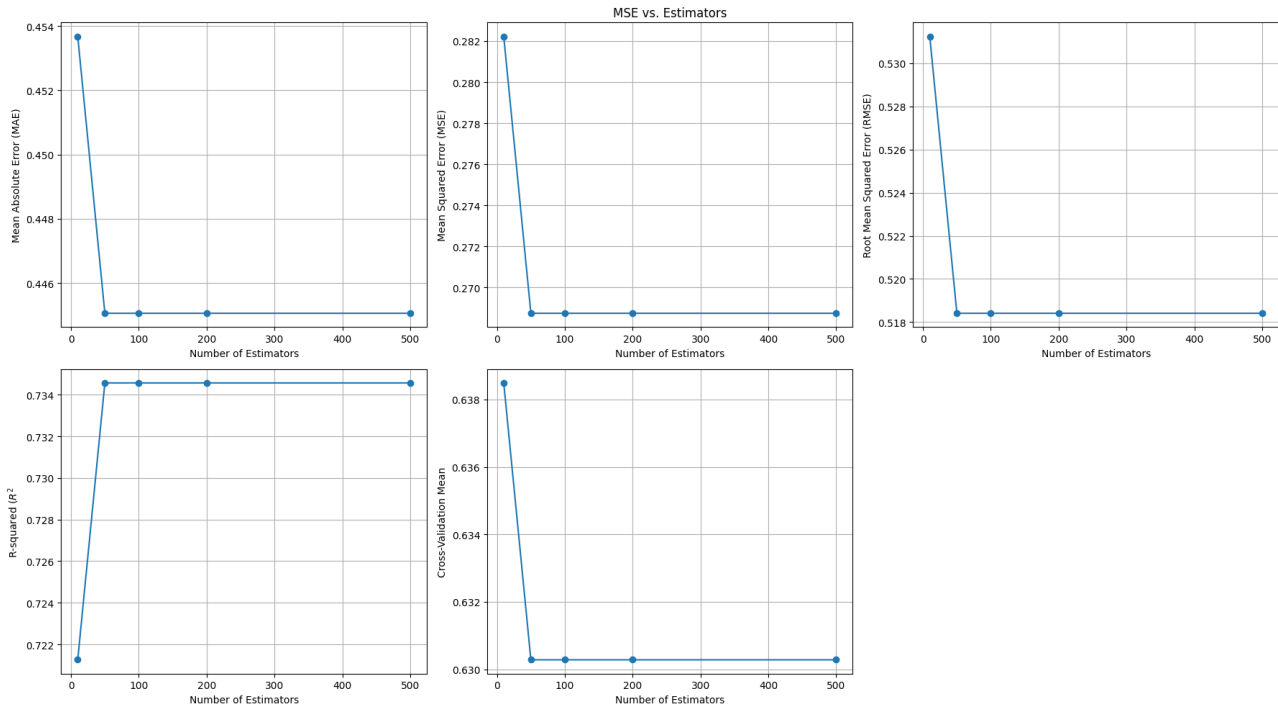 MSE vs. Estimators
Mean Absolute Error (MAE)
0.454
0.452
0.450
0.448
0.446
0 100 200 300 400 500
Number of Estimators
Mean Squared Error (MSE)
0.282
0.280
0.278
0.276
0.274
0.272
0.270
0 100 200 300 400 500
Number of Estimators
Root Mean Squared Error (RMSE)
0.530
0.528
0.526
0.524
0.522
0.520
0.518
0 100 200 300 400 500
Number of Estimators
R-squared (R²
0.734
0.732
0.730
0.728
0.726
0.724
0.722
0 100 200 300 400 500
Number of Estimators
Cross-Validation Mean
0.638
0.636
0.634
0.632
0.630
0 100 200 300 400 500
Number of Estimators